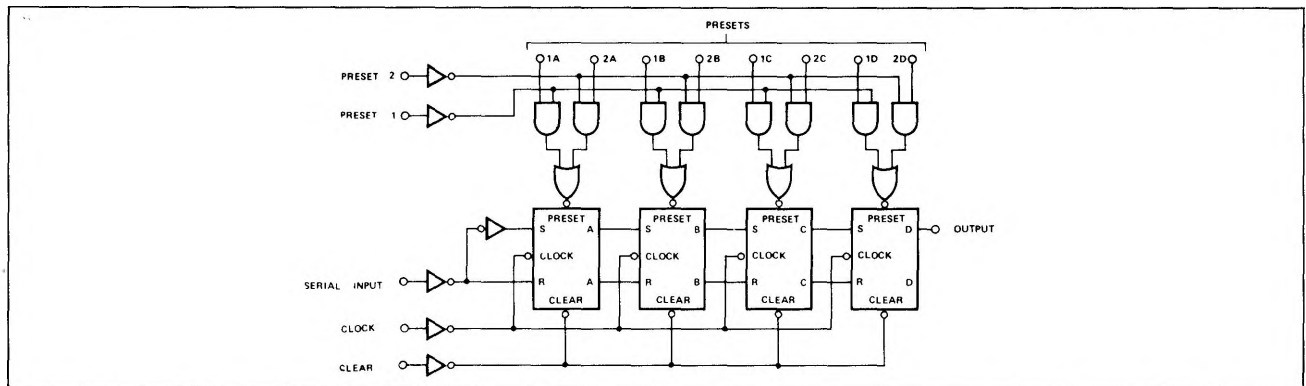 PRESETS
1A 2A 1B 2B 1C 2C 1D 2D
PRESET 2
PRESET 1
PRESET PRESET PRESET PRESET
S A S B S C S D OUTPUT
CLOCK CLOCK CLOCK CLOCK
SERIAL INPUT R A R B R C R D
CLEAR CLEAR CLEAR CLEAR
CLOCK
CLEAR